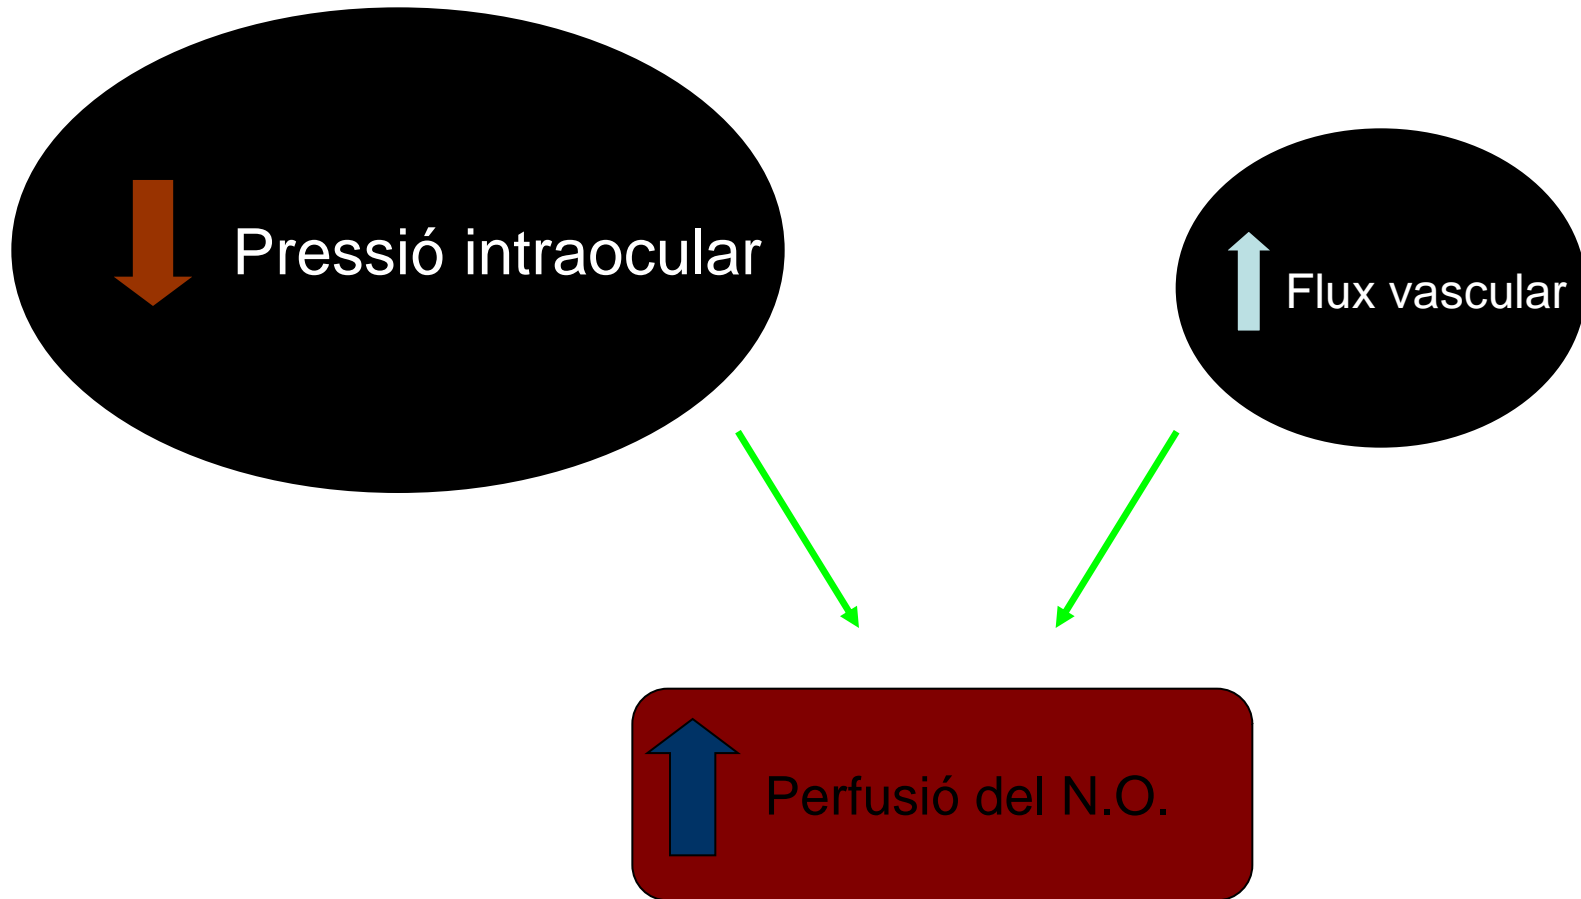 Pressió intraocular
Flux vascular
Perfusió del N.O.